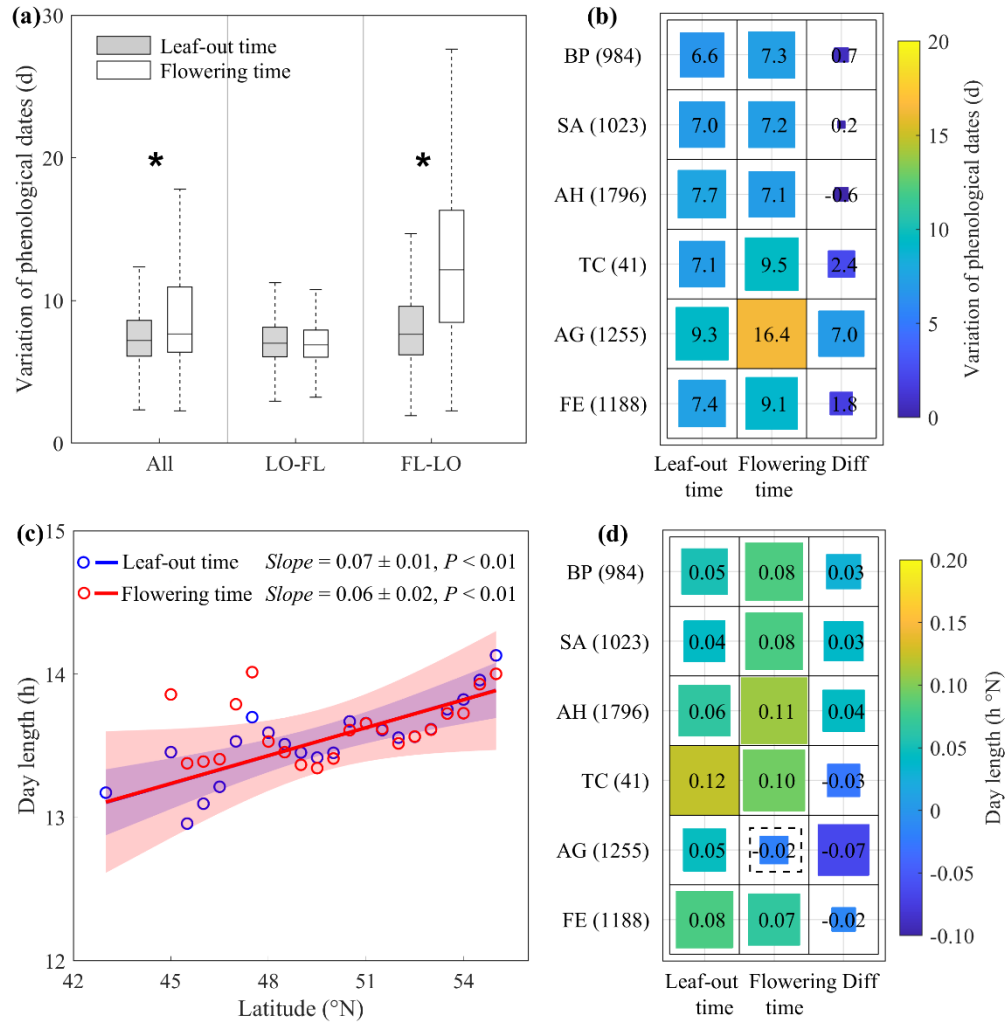 (a)
Leaf-out time
Flowering time
Variation of phenological dates (d)
30
20
10
0
*
*
All
LO-FL
FL-LO
(b)
BP (984)
6.6
7.3
0.7
SA (1023)
7.0
7.2
0.2
AH (1796)
7.7
7.1
-0.6
TC (41)
7.1
9.5
2.4
AG (1255)
9.3
16.4
7.0
FE (1188)
7.4
9.1
1.8
Leaf-out
time
Flowering
time
Diff
20
15
10
5
0
Variation of phenological dates (d)
(c)
Leaf-out time Slope = 0.07 ± 0.01, P < 0.01
Flowering time Slope = 0.06 ± 0.02, P < 0.01
Day length (h)
15
14
13
12
42
45
48
51
54
Latitude (°N)
(d)
BP (984)
0.05
0.08
0.03
SA (1023)
0.04
0.08
0.03
AH (1796)
0.06
0.11
0.04
TC (41)
0.12
0.10
-0.03
AG (1255)
0.05
-0.02
-0.07
FE (1188)
0.08
0.07
-0.02
Leaf-out
time
Flowering
time
Diff
0.20
0.15
0.10
0.05
0
-0.05
-0.10
Day length (h °N)